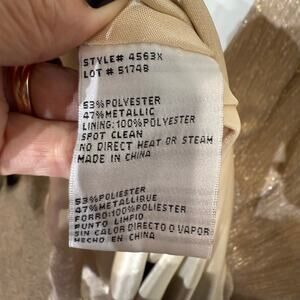 STYLE# 4563X
LOT # 51748
53%POLYESTER
47%METALLIC
LINING:100%POLYESTER
SPOT CLEAN
NO DIRECT HEAT OR STEAM
MADE IN CHINA
53%POLIESTER
47%METALLIQUE
FORRO:100%POLIESTER
PUNTO LIMPIO
SIN CALOR DIRECTO O VAPOR
HECHO EN CHINA